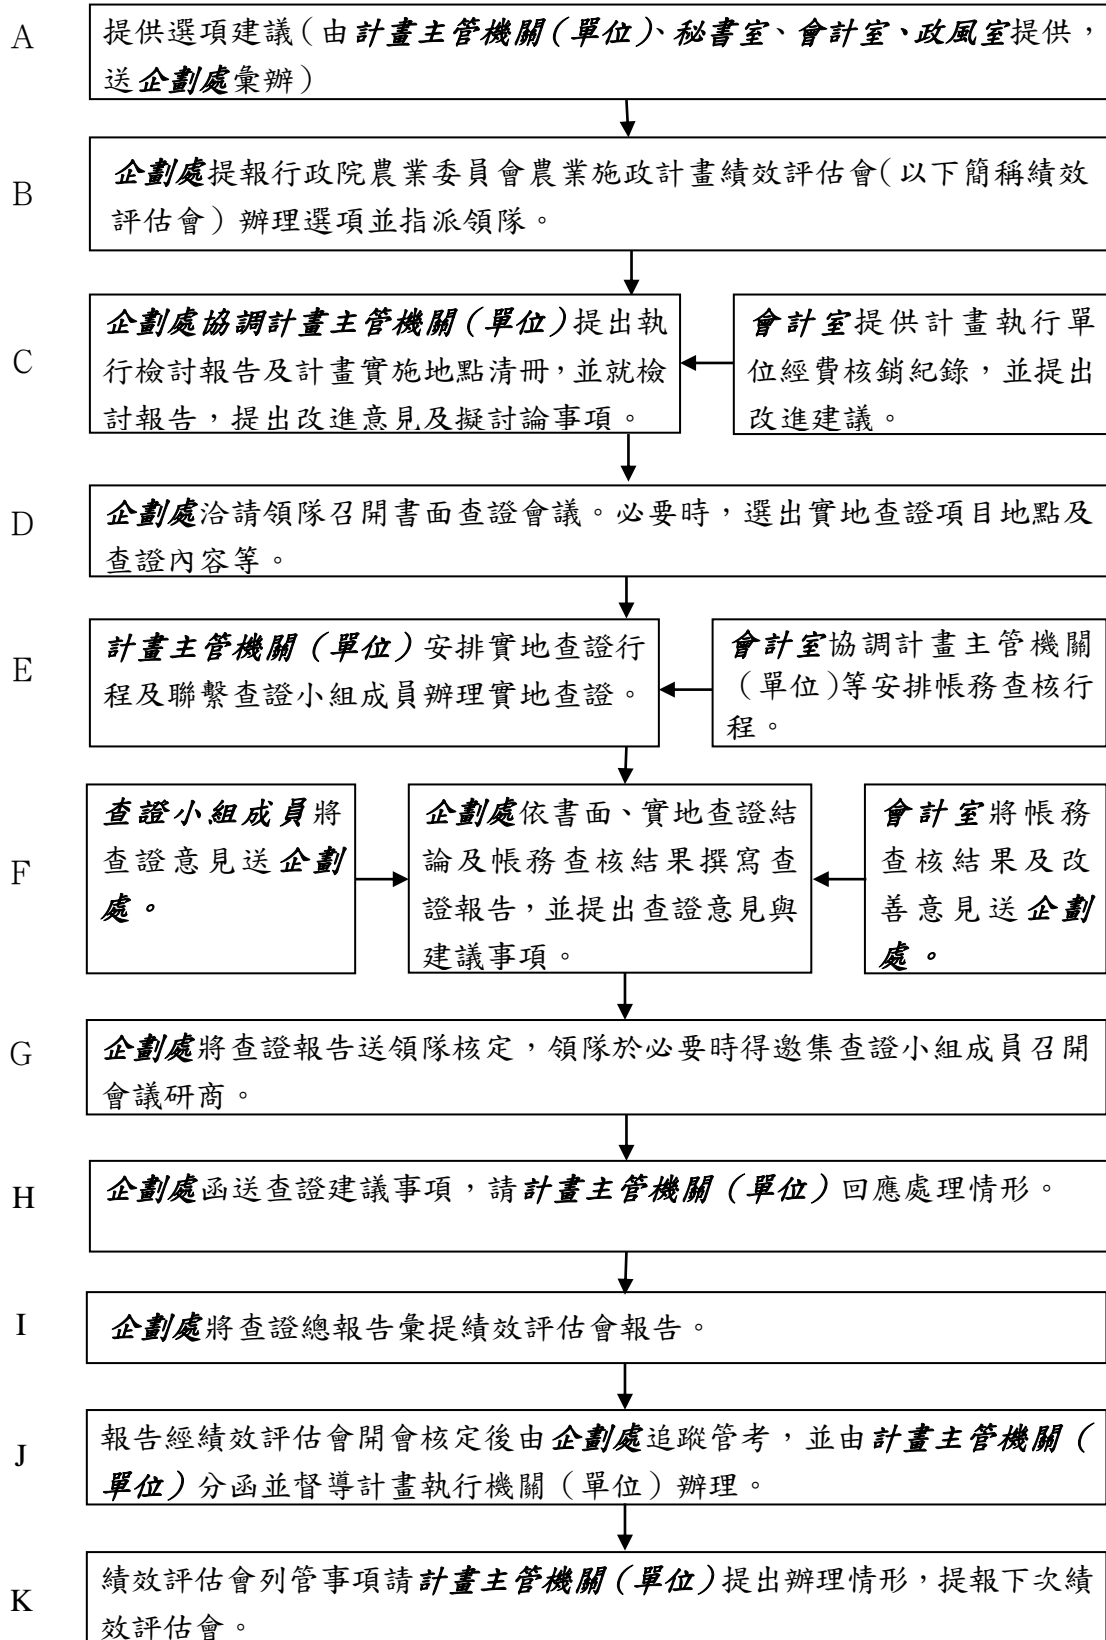 A
提供選項建議（由計畫主管機關（單位）、秘書室、會計室、政風室提供，
送企劃處彙辦）
B
企劃處提報行政院農業委員會農業施政計畫績效評估會（以下簡稱績效
評估會）辦理選項並指派領隊。
C
企劃處協調計畫主管機關（單位）提出執
行檢討報告及計畫實施地點清冊，並就檢
討報告，提出改進意見及擬討論事項。
會計室提供計畫執行單
位經費核銷紀錄，並提出
改進建議。
D
企劃處洽請領隊召開書面查證會議。必要時，選出實地查證項目地點及
查證內容等。
E
計畫主管機關（單位）安排實地查證行
程及聯繫查證小組成員辦理實地查證。
會計室協調計畫主管機關
（單位）等安排帳務查核行
程。
F
查證小組成員將
查證意見送企劃
處。
企劃處依書面、實地查證結
論及帳務查核結果撰寫查
證報告，並提出查證意見與
建議事項。
會計室將帳務
查核結果及改
善意見送企劃
處。
G
企劃處將查證報告送領隊核定，領隊於必要時得邀集查證小組成員召開
會議研商。
H
企劃處函送查證建議事項，請計畫主管機關（單位）回應處理情形。
I
企劃處將查證總報告彙提績效評估會報告。
J
報告經績效評估會開會核定後由企劃處追蹤管考，並由計畫主管機關（
單位）分函並督導計畫執行機關（單位）辦理。
K
績效評估會列管事項請計畫主管機關（單位）提出辦理情形，提報下次績
效評估會。